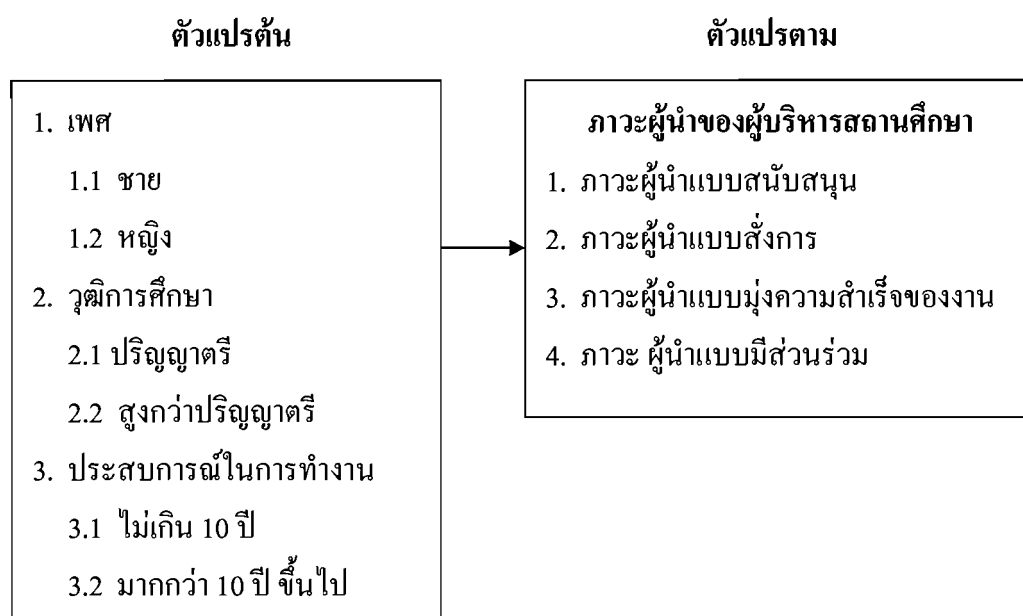 ตัวแปรต้น
1. เพศ
1.1 ชาย
1.2 หญิง
2. วุฒิการศึกษา
2.1 ปริญญาตรี
2.2 สูงกว่าปริญญาตรี
3. ประสบการณ์ในการทำงาน
3.1 ไม่เกิน 10 ปี
3.2 มากกว่า 10 ปี ขึ้นไป
ตัวแปรตาม
ภาวะผู้นำของผู้บริหารสถานศึกษา
1. ภาวะผู้นำแบบสนับสนุน
2. ภาวะผู้นำแบบสั่งการ
3. ภาวะผู้นำแบบมุ่งความสำเร็จของงาน
4. ภาวะ ผู้นำแบบมีส่วนร่วม